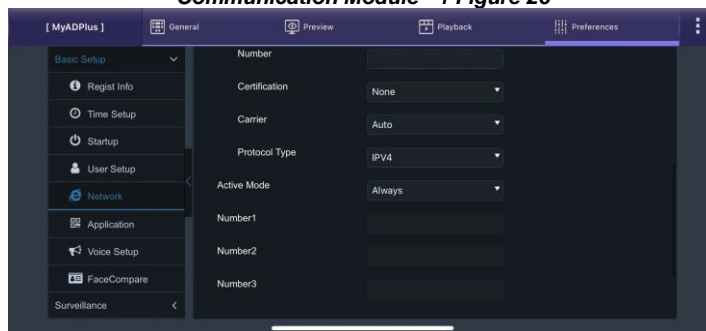 Communication Module - 1 Figure 20
[ MyADPlus ] General Preview Playback Preferences
Basic Setup
Regist Info
Time Setup
Startup
User Setup
Network
Application
Voice Setup
FaceCompare
Surveillance
Number
Certification None
Carrier Auto
Protocol Type IPV4
Active Mode Always
Number1
Number2
Number3